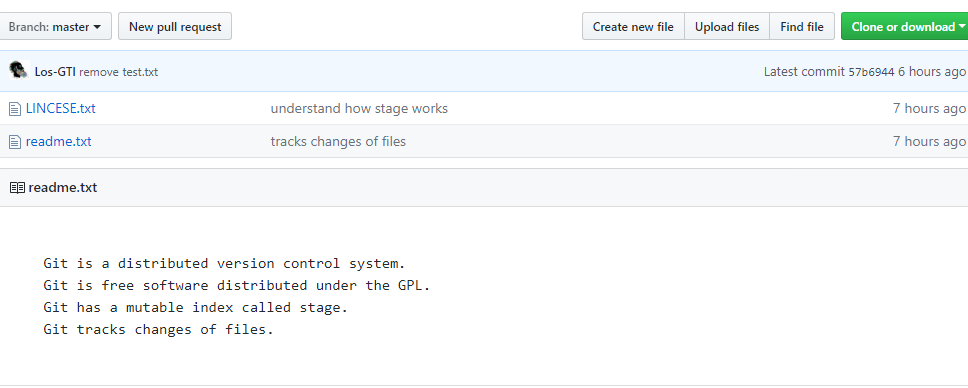 Branch: master New pull request Create new file Upload files Find file Clone or download
Los-GTI remove test.txt Latest commit 57b6944 6 hours ago
LINCESE.txt understand how stage works 7 hours ago
readme.txt tracks changes of files 7 hours ago
readme.txt
Git is a distributed version control system.
Git is free software distributed under the GPL.
Git has a mutable index called stage.
Git tracks changes of files.